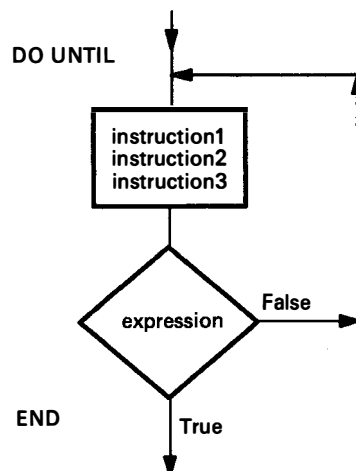 DO UNTIL
instruction1
instruction2
instruction3
expression
False
END
True